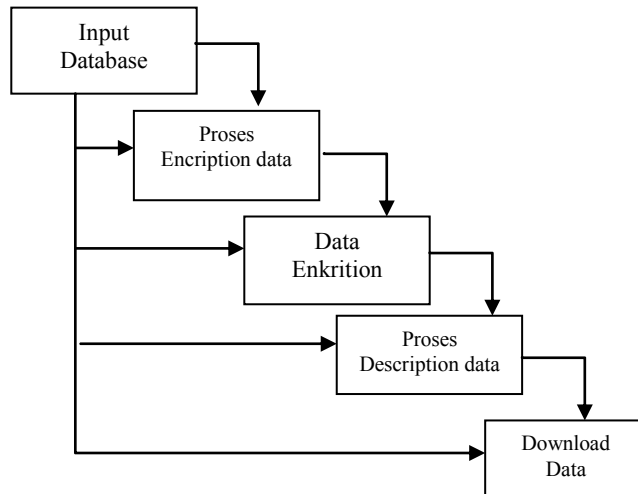 Input
Database
Proses
Encription data
Data
Enkrition
Proses
Description data
Download
Data